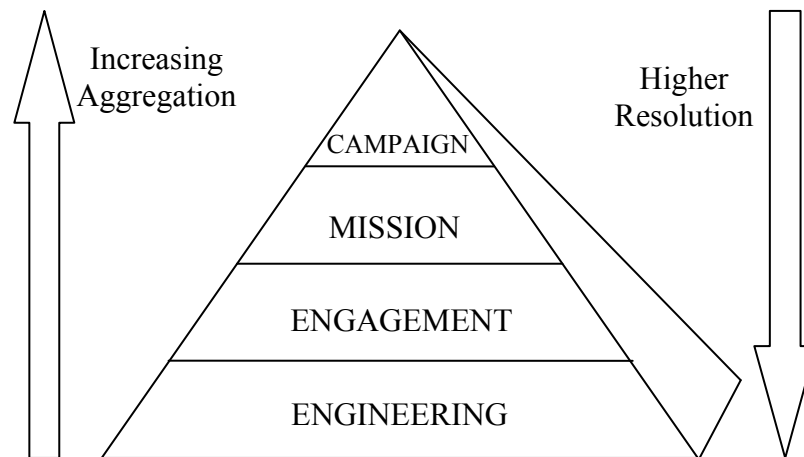 Increasing
Aggregation
Higher
Resolution
CAMPAIGN
MISSION
ENGAGEMENT
ENGINEERING